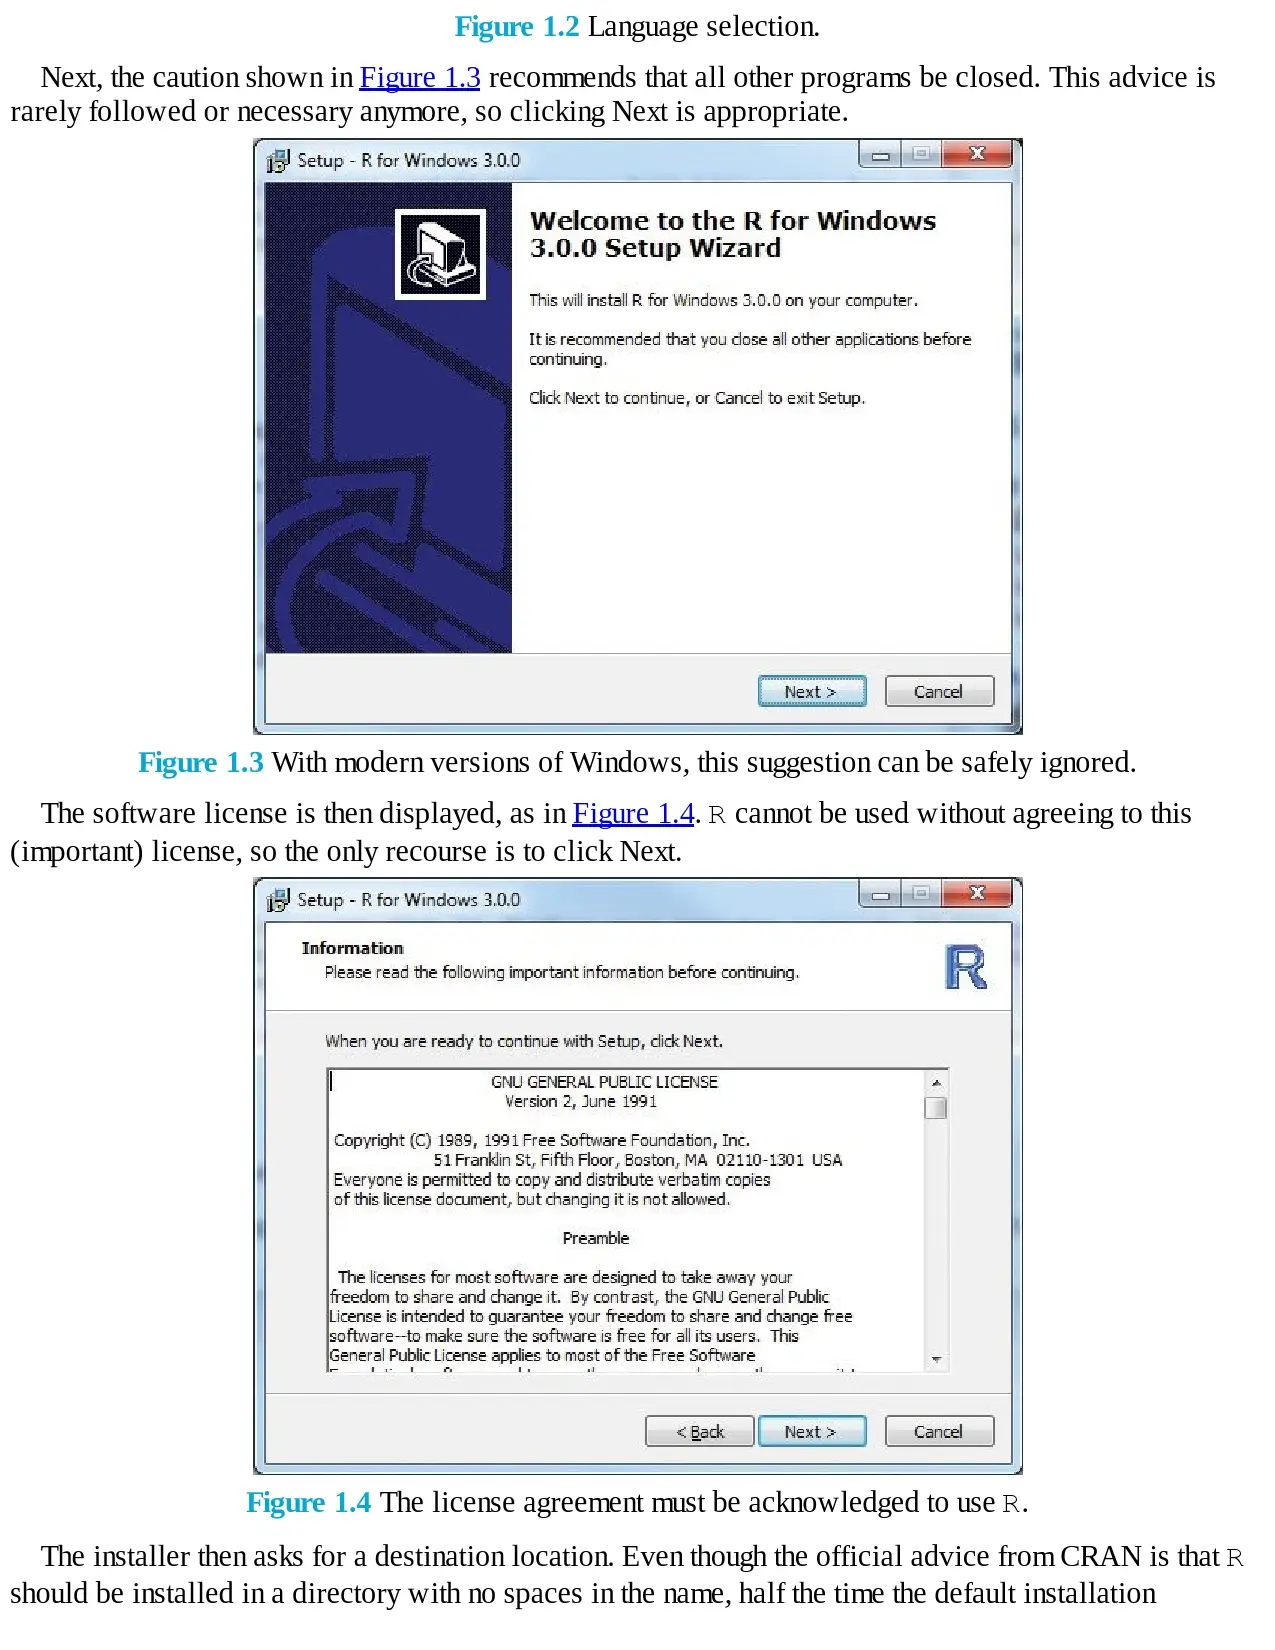 Figure 1.2 Language selection.
Next, the caution shown in Figure 1.3 recommends that all other programs be closed. This advice is
rarely followed or necessary anymore, so clicking Next is appropriate.
Setup - R for Windows 3.0.0
Welcome to the R for Windows
3.0.0 Setup Wizard
This will install R for Windows 3.0.0 on your computer.
It is recommended that you close all other applications before
continuing.
Click Next to continue, or Cancel to exit Setup.
Next > Cancel
Figure 1.3 With modern versions of Windows, this suggestion can be safely ignored.
The software license is then displayed, as in Figure 1.4. R cannot be used without agreeing to this
(important) license, so the only recourse is to click Next.
Setup - R for Windows 3.0.0
Information
Please read the following important information before continuing.
R
When you are ready to continue with Setup, click Next.
GNU GENERAL PUBLIC LICENSE
Version 2, June 1991
Copyright (C) 1989, 1991 Free Software Foundation, Inc.
51 Franklin St, Fifth Floor, Boston, MA 02110-1301 USA
Everyone is permitted to copy and distribute verbatim copies
of this license document, but changing it is not allowed.
Preamble
The licenses for most software are designed to take away your
freedom to share and change it. By contrast, the GNU General Public
License is intended to guarantee your freedom to share and change free
software--to make sure the software is free for all its users. This
General Public License applies to most of the Free Software
< Back Next > Cancel
Figure 1.4 The license agreement must be acknowledged to use R.
The installer then asks for a destination location. Even though the official advice from CRAN is that R
should be installed in a directory with no spaces in the name, half the time the default installation